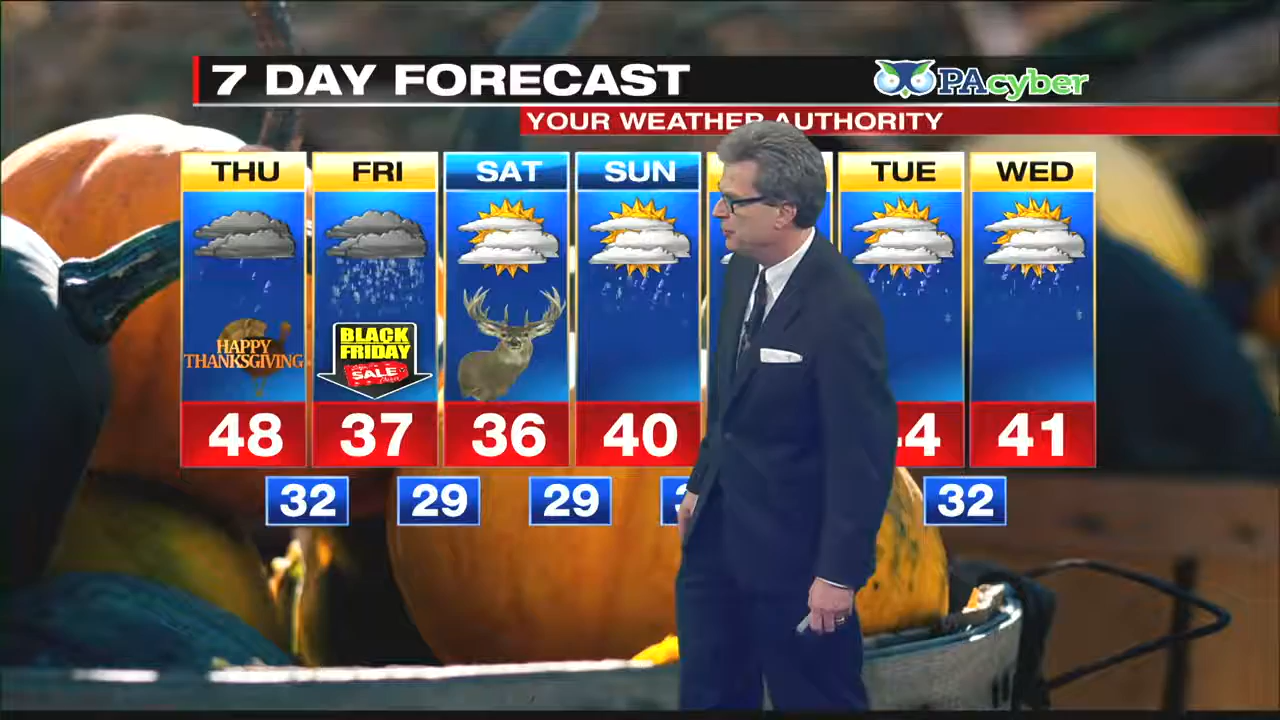 7 DAY FORECAST
PAcyber
YOUR WEATHER AUTHORITY
THU FRI SAT SUN TUE WED
HAPPY
THANKSGIVING
BLACK
FRIDAY
SALE
48 37 36 40 41
32 29 29 32